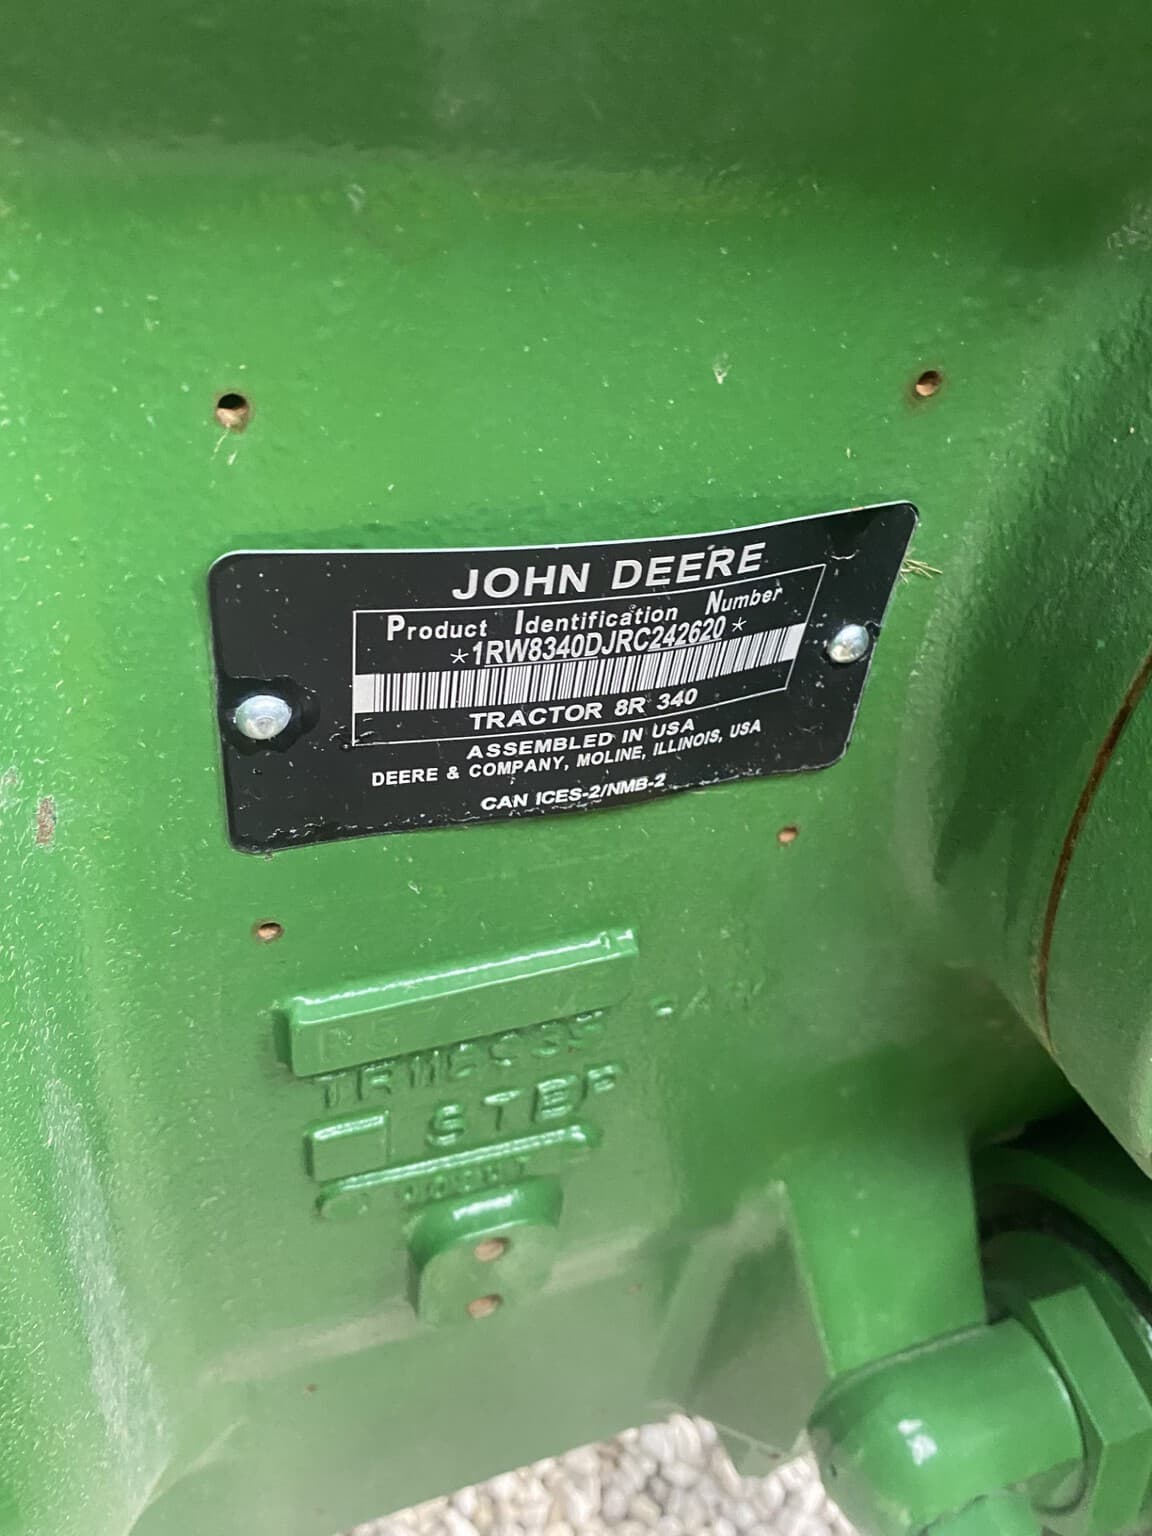 JOHN DEERE
Product Identification Number
*1RW8340DJRC242620*
TRACTOR 8R 340
ASSEMBLED IN USA
DEERE & COMPANY, MOLINE, ILLINOIS, USA
CAN ICES-2/NMB-2